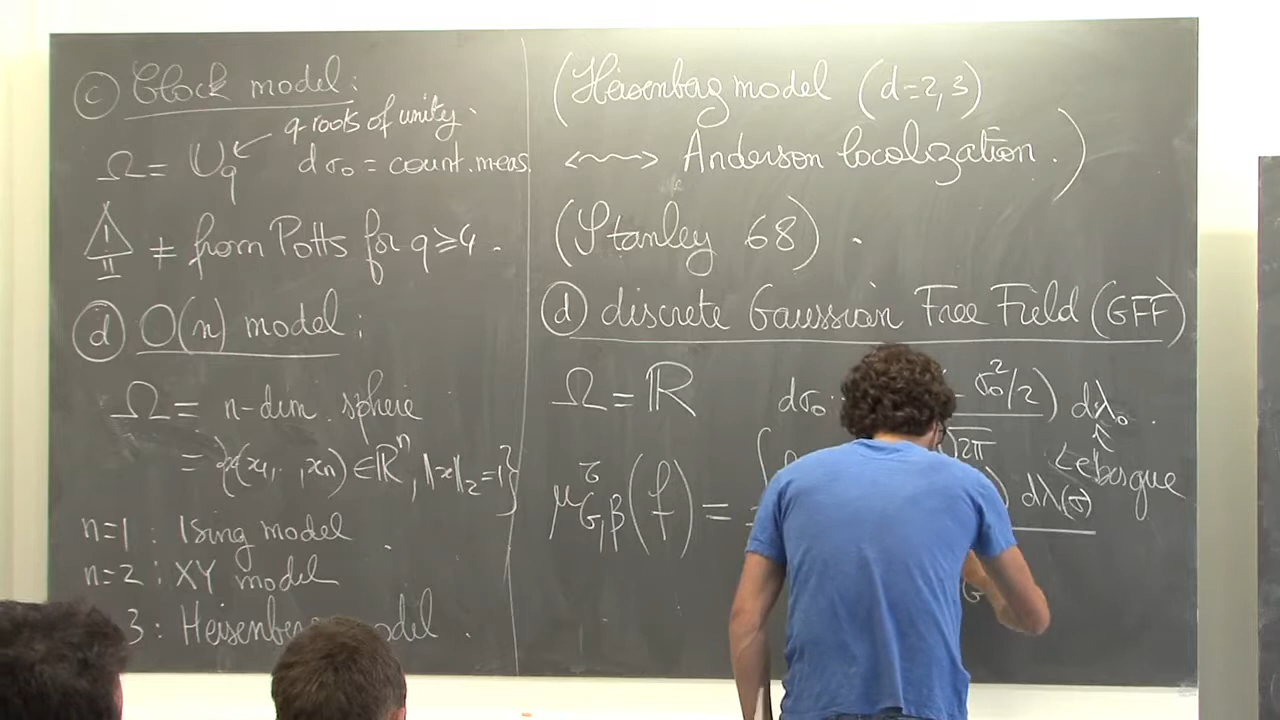 ⓒ Clock model:
q roots of unity.
Ω = U_q dσ₀ = count. meas.
! ≠ from Potts for q ≥ 4.
ⓓ O(n) model:
Ω = n-dim. sphere
= {x(x₁, , xₙ) ∈ ℝⁿ, ‖x‖₂ = 1}
n=1 : Ising model
n=2 : XY model
3 : Heisenberg model.
(Heisenberg model (d=2,3)
⟷ Anderson localization.)
(Stanley 68).
ⓓ discrete Gaussian Free Field (GFF)
Ω = ℝ dσ₀ - σ₀²/2) dλ₀.
√2π
Lebesgue
μ^τ_{G,β}(f) = ∫ ) dλ(σ)
G